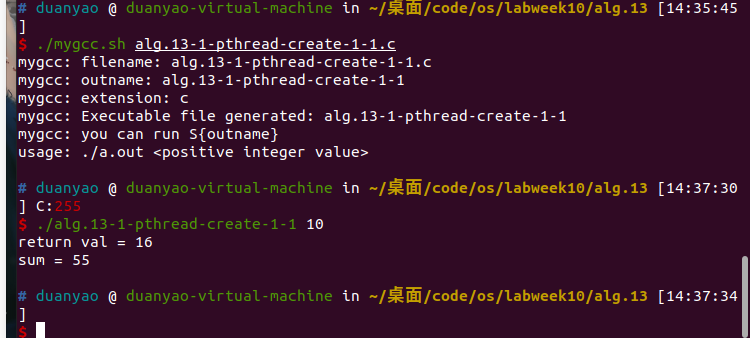 # duanyao @ duanyao-virtual-machine in ~/桌面/code/os/labweek10/alg.13 [14:35:45
]
$ ./mygcc.sh alg.13-1-pthread-create-1-1.c
mygcc: filename: alg.13-1-pthread-create-1-1.c
mygcc: outname: alg.13-1-pthread-create-1-1
mygcc: extension: c
mygcc: Executable file generated: alg.13-1-pthread-create-1-1
mygcc: you can run S{outname}
usage: ./a.out <positive integer value>
# duanyao @ duanyao-virtual-machine in ~/桌面/code/os/labweek10/alg.13 [14:37:30
] C:255
$ ./alg.13-1-pthread-create-1-1 10
return val = 16
sum = 55
# duanyao @ duanyao-virtual-machine in ~/桌面/code/os/labweek10/alg.13 [14:37:34
]
$